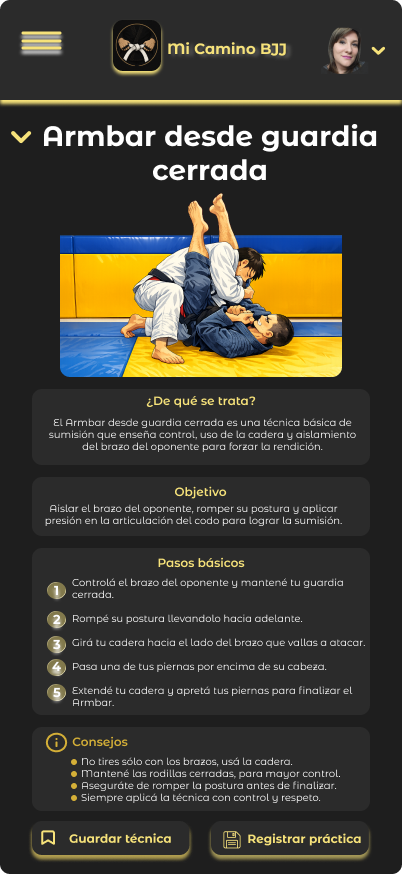 Mi Camino BJJ
Armbar desde guardia
cerrada
¿De qué se trata?
El Armbar desde guardia cerrada es una técnica básica de
sumisión que enseña control, uso de la cadera y aislamiento
del brazo del oponente para forzar la rendición.
Objetivo
Aislar el brazo del oponente, romper su postura y aplicar
presión en la articulación del codo para lograr la sumisión.
Pasos básicos
1 Controlá el brazo del oponente y mantené tu guardia
cerrada.
2 Rompé su postura llevandolo hacia adelante.
3 Girá tu cadera hacia el lado del brazo que vallas a atacar.
4 Pasa una de tus piernas por encima de su cabeza.
5 Extendé tu cadera y apretá tus piernas para finalizar el
Armbar.
Consejos
No tires sólo con los brazos, usá la cadera.
Mantené las rodillas cerradas, para mayor control.
Aseguráte de romper la postura antes de finalizar.
Siempre aplicá la técnica con control y respeto.
Guardar técnica
Registrar práctica